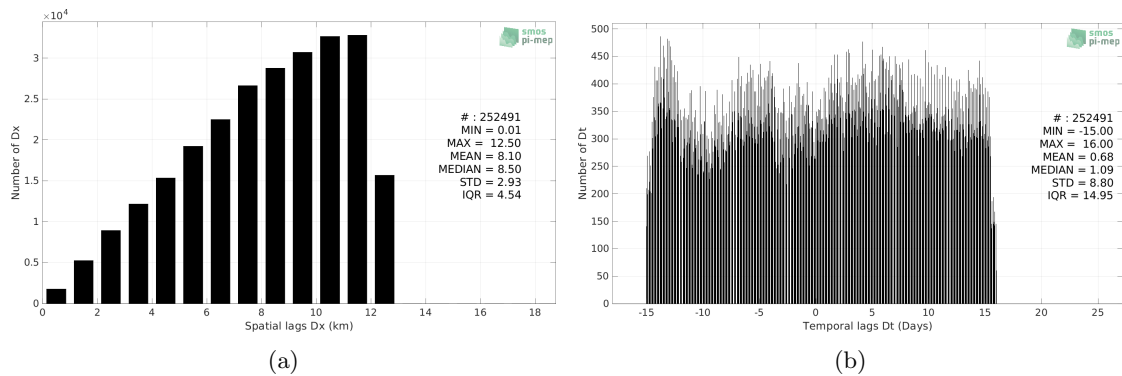 ×10⁴
3
2.5
2
1.5
1
0.5
0
Number of Dx
0 2 4 6 8 10 12 14 16 18
Spatial lags Dx (km)
smos
pi-mep
# : 252491
MIN = 0.01
MAX = 12.50
MEAN = 8.10
MEDIAN = 8.50
STD = 2.93
IQR = 4.54
(a)
500
450
400
350
300
250
200
150
100
50
0
Number of Dt
-15 -10 -5 0 5 10 15 20 25
Temporal lags Dt (Days)
smos
pi-mep
# : 252491
MIN = -15.00
MAX = 16.00
MEAN = 0.68
MEDIAN = 1.09
STD = 8.80
IQR = 14.95
(b)